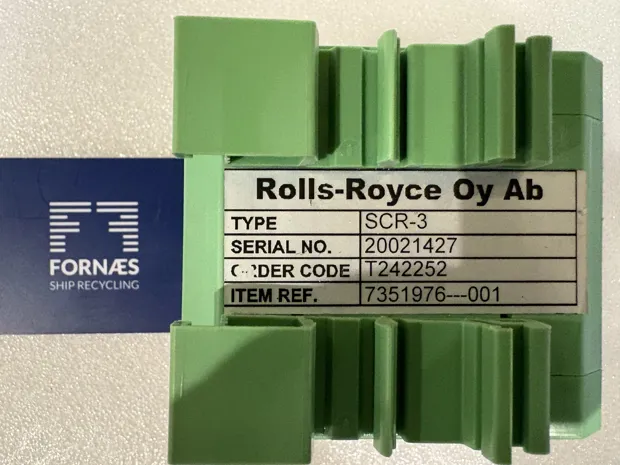 Rolls-Royce Oy Ab
TYPE SCR-3
SERIAL NO. 20021427
ORDER CODE T242252
ITEM REF. 7351976---001
FORNÆS
SHIP RECYCLING